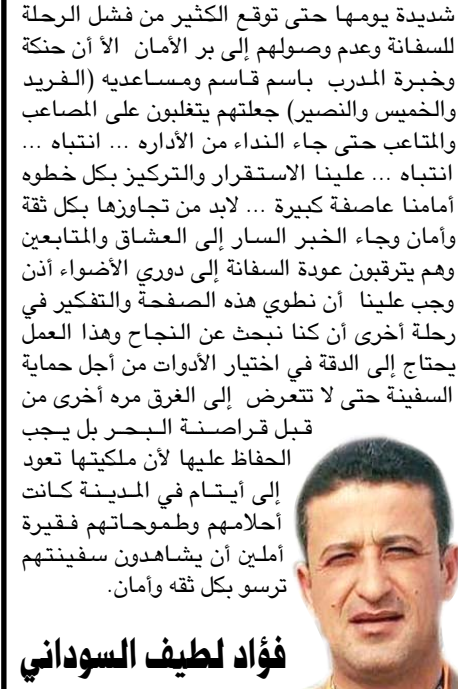 شديدة يومها حتى توقع الكثير من فشل الرحلة
للسفانة وعدم وصولهم إلى بر الأمان الأ أن حنكة
وخبرة المدرب باسم قاسم ومساعديه (الفريد
والخميس والنصير) جعلتهم يتغلبون على المصاعب
والمتاعب حتى جاء النداء من الأداره ... انتباه ...
انتباه ... علينا الاستقرار والتركيز بكل خطوه
أمامنا عاصفة كبيرة ... لابد من تجاوزها بكل ثقة
وأمان وجاء الخبر السار إلى العشاق والمتابعين
وهم يترقبون عودة السفانة إلى دوري الأضواء أذن
وجب علينا أن نطوي هذه الصفحة والتفكير في
رحلة أخرى أن كنا نبحث عن النجاح وهذا العمل
يحتاج إلى الدقة في اختيار الأدوات من أجل حماية
السفينة حتى لا تتعرض إلى الغرق مره أخرى من
قبل قراصنة البحر بل يجب
الحفاظ عليها لأن ملكيتها تعود
إلى أيتام في المدينة كانت
أحلامهم وطموحاتهم فقيرة
أملين أن يشاهدون سفينتهم
ترسو بكل ثقه وأمان.
فؤاد لطيف السوداني